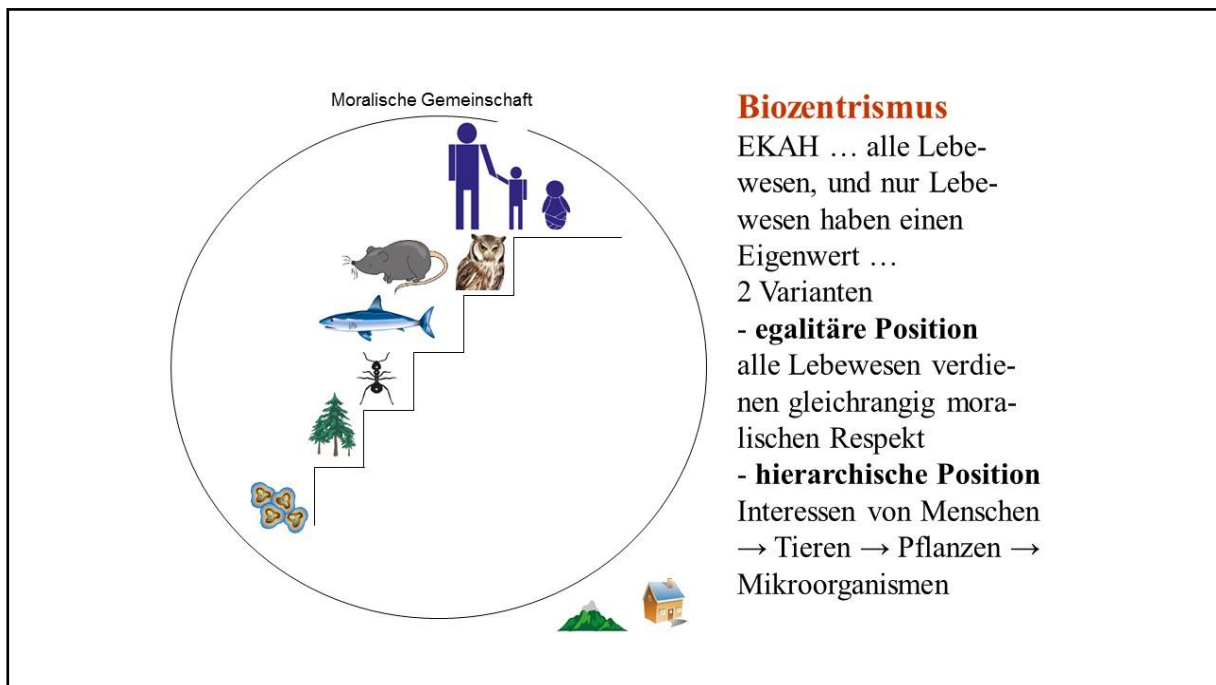 Moralische Gemeinschaft
Biozentrismus
EKAH … alle Lebe-
wesen, und nur Lebe-
wesen haben einen
Eigenwert …
2 Varianten
- egalitäre Position
alle Lebewesen verdie-
nen gleichrangig mora-
lischen Respekt
- hierarchische Position
Interessen von Menschen
→ Tieren → Pflanzen →
Mikroorganismen